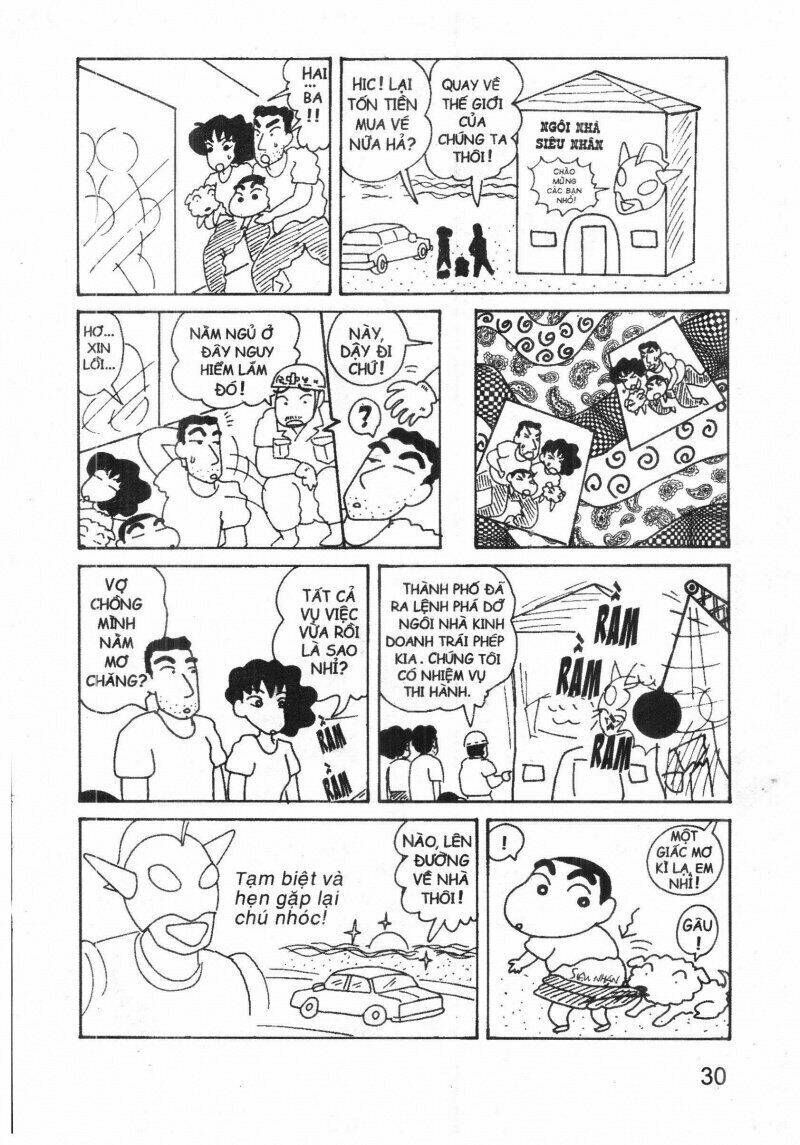 HAI
...
BA
!!
HIC! LẠI
TỐN TIỀN
MUA VÉ
NỮA HẢ?
QUAY VỀ
THẾ GIỚI
CỦA
CHÚNG TA
THÔI!
NGÔI NHÀ
SIÊU NHÂN
CHÀO
MỪNG
CÁC BẠN
NHỎ!
HƠ...
XIN
LỖI...
NẰM NGỦ Ở
ĐÂY NGUY
HIỂM LẮM
ĐÓ!
NÀY,
DẬY ĐI
CHỨ!
?
VỢ
CHỒNG
MÌNH
NẰM
MƠ
CHĂNG?
TẤT CẢ
VỤ VIỆC
VỪA RỒI
LÀ SAO
NHỈ?
RẦM
RẦM
THÀNH PHỐ ĐÃ
RA LỆNH PHÁ DỠ
NGÔI NHÀ KINH
DOANH TRÁI PHÉP
KIA. CHÚNG TÔI
CÓ NHIỆM VỤ
THI HÀNH.
RẦM
RẦM
RẦM
Tạm biệt và
hẹn gặp lại
chú nhóc!
NÀO, LÊN
ĐƯỜNG
VỀ NHÀ
THÔI!
!
MỘT
GIẤC MƠ
KÌ LẠ EM
NHỈ!
GÂU
!
SIÊU NHÂN
30